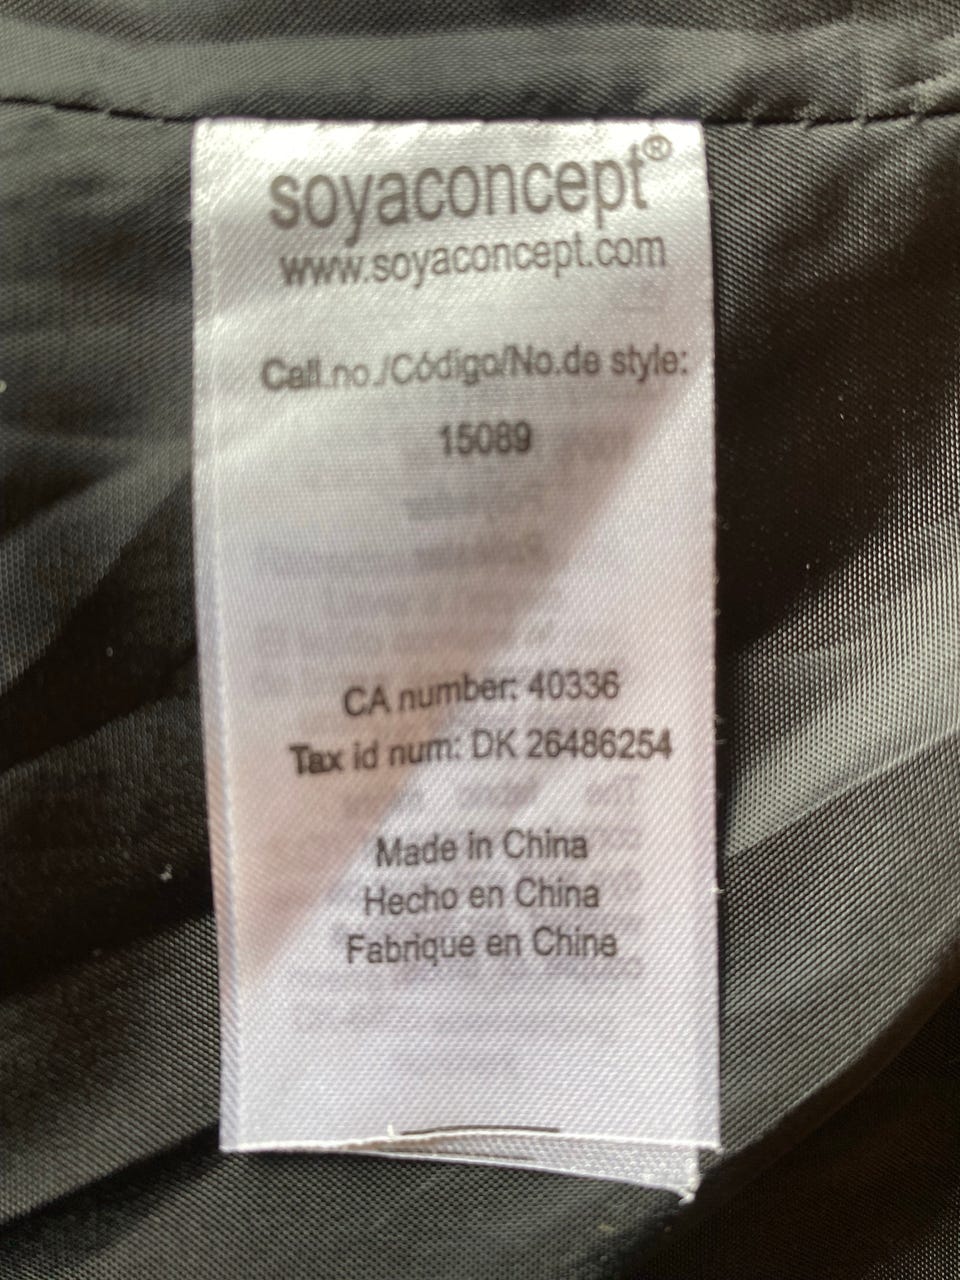 soyaconcept®
www.soyaconcept.com
Call.no./Código/No.de style:
15089
CA number: 40336
Tax id num: DK 26486254
Made in China
Hecho en China
Fabrique en Chine